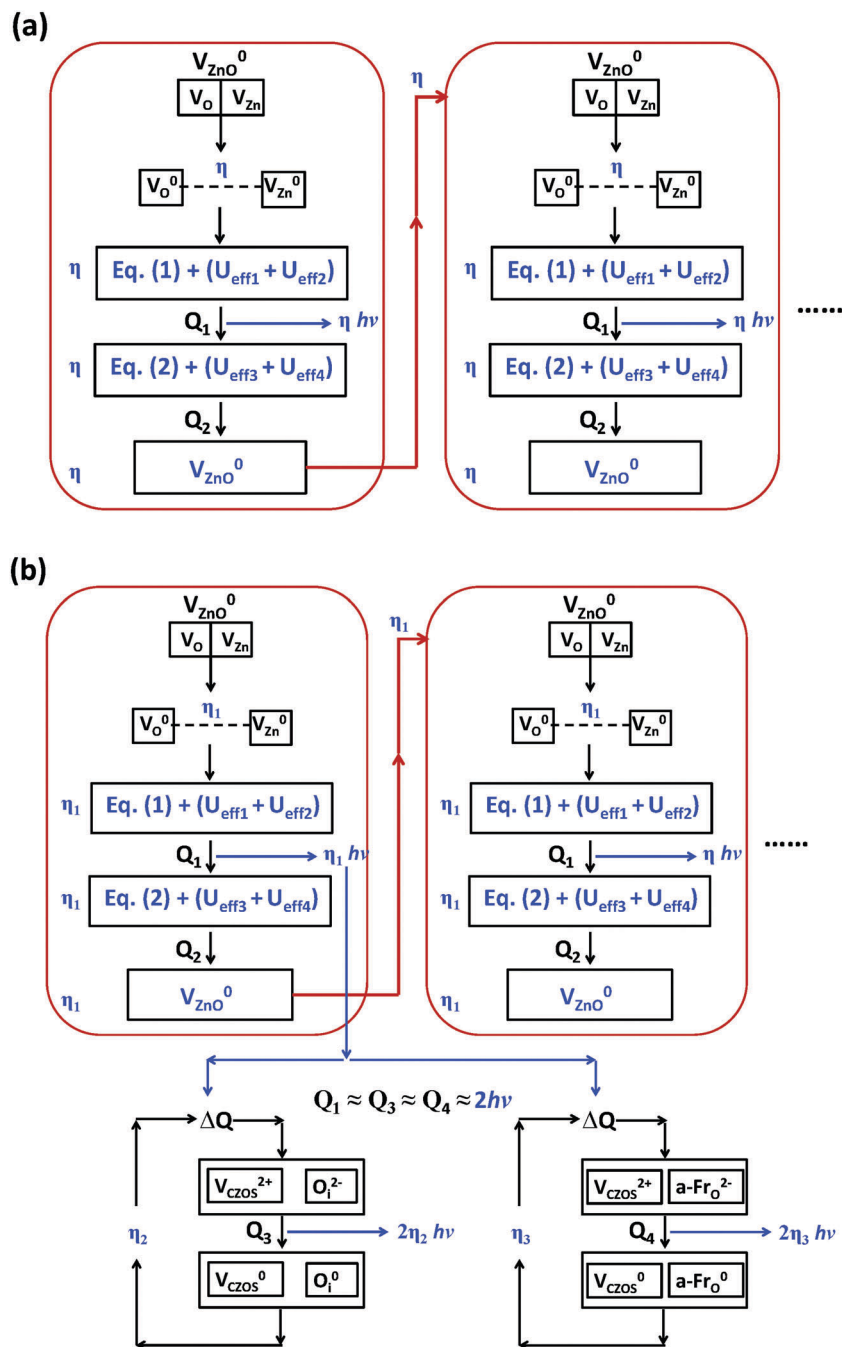 (a)
V_ZnO^0
V_O V_Zn
η
V_O^0 V_Zn^0
η Eq. (1) + (U_eff1 + U_eff2)
Q_1 η hν
η Eq. (2) + (U_eff3 + U_eff4)
Q_2
η V_ZnO^0
η
V_ZnO^0
V_O V_Zn
η
V_O^0 V_Zn^0
η Eq. (1) + (U_eff1 + U_eff2)
Q_1 η hν
η Eq. (2) + (U_eff3 + U_eff4)
Q_2
η V_ZnO^0
......
(b)
V_ZnO^0
V_O V_Zn
η_1
V_O^0 V_Zn^0
η_1 Eq. (1) + (U_eff1 + U_eff2)
Q_1 η_1 hν
η_1 Eq. (2) + (U_eff3 + U_eff4)
Q_2
η_1 V_ZnO^0
η_1
V_ZnO^0
V_O V_Zn
η_1
V_O^0 V_Zn^0
η_1 Eq. (1) + (U_eff1 + U_eff2)
Q_1 η hν
η_1 Eq. (2) + (U_eff3 + U_eff4)
Q_2
η_1 V_ZnO^0
......
Q_1 ≈ Q_3 ≈ Q_4 ≈ 2hν
ΔQ
V_CZOS^2+ O_i^2-
η_2 Q_3 2η_2 hν
V_CZOS^0 O_i^0
ΔQ
V_CZOS^2+ a-Fr_O^2-
η_3 Q_4 2η_3 hν
V_CZOS^0 a-Fr_O^0